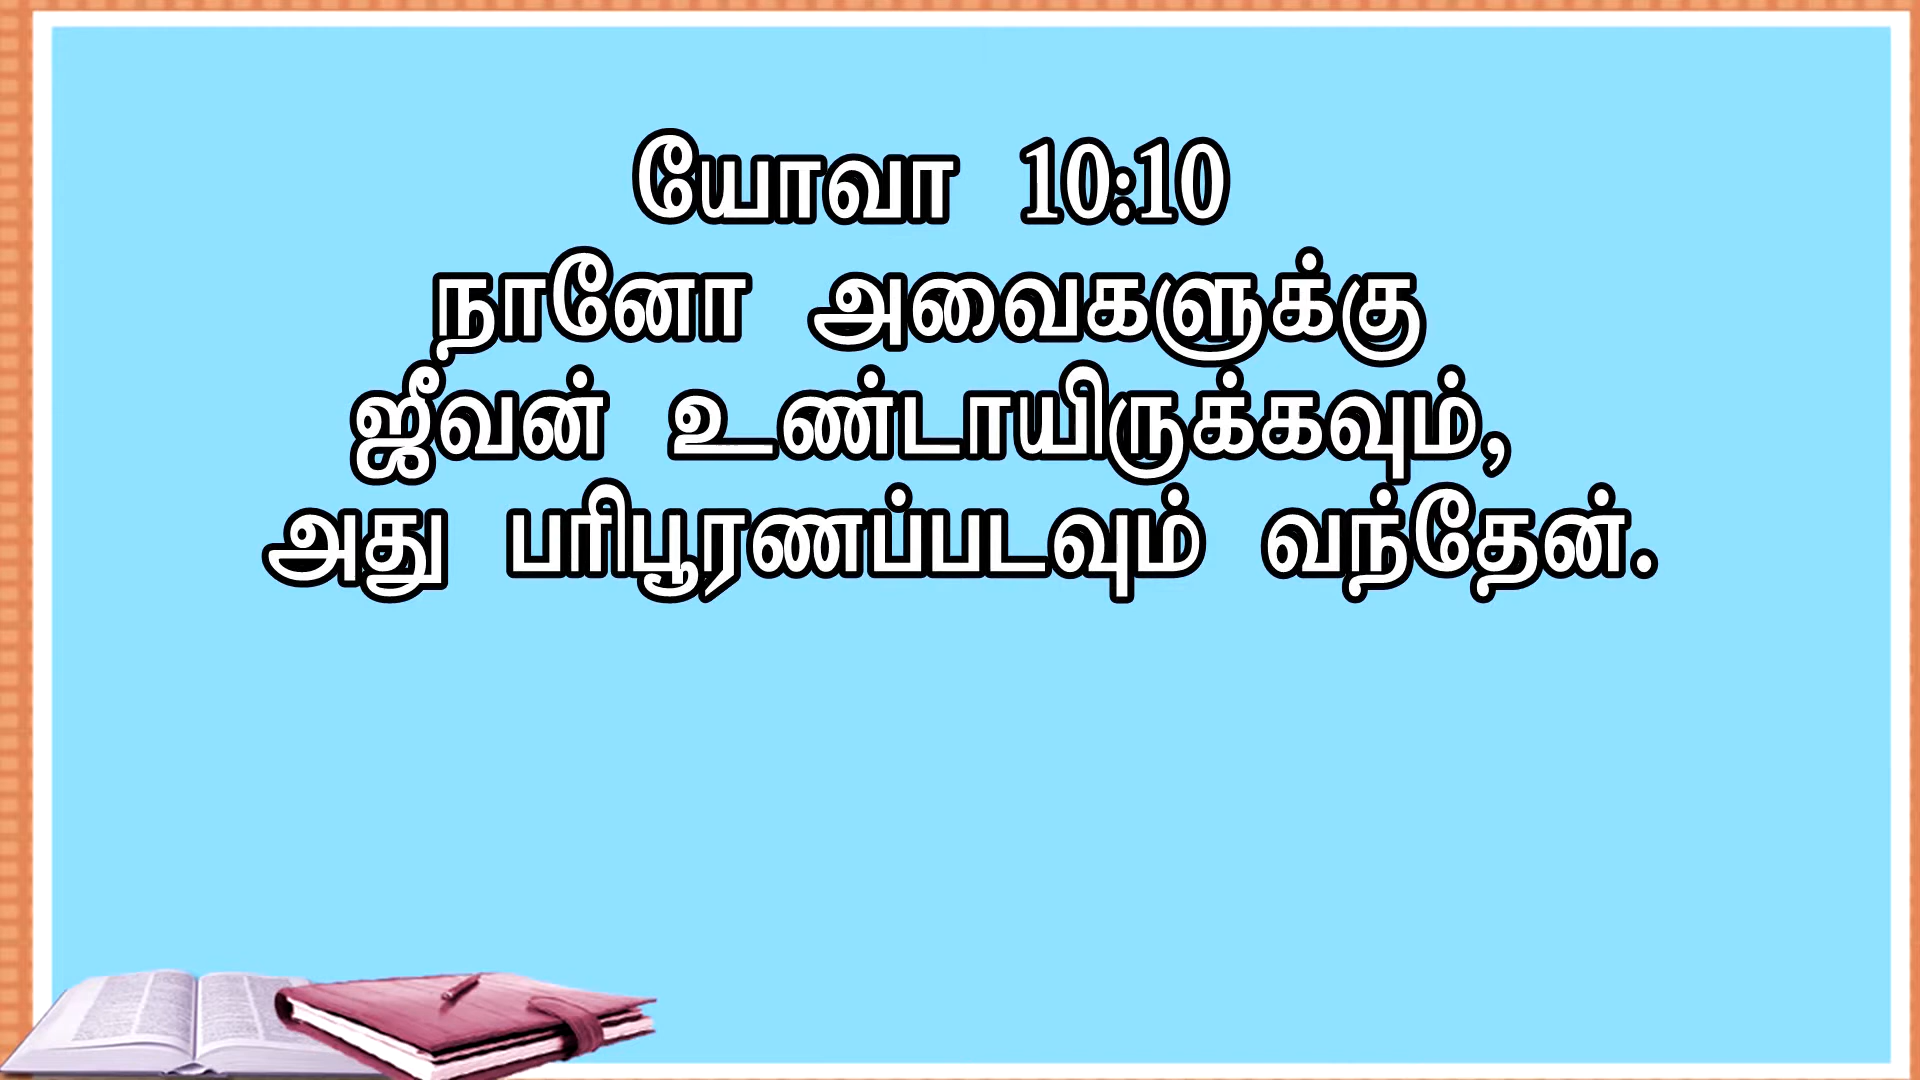 யோவா 10:10
நானோ அவைகளுக்கு
ஜீவன் உண்டாயிருக்கவும்,
அது பரிபூரணப்படவும் வந்தேன்.